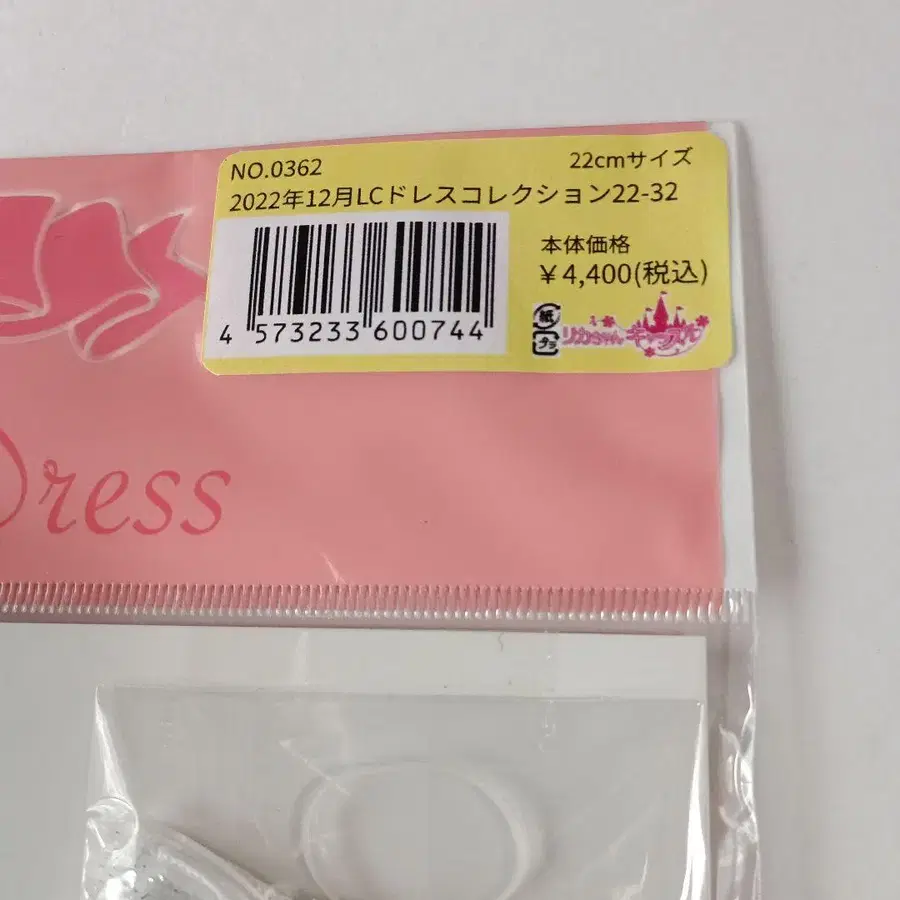 NO.0362 22cmサイズ
2022年12月LCドレスコレクション22-32
本体価格
¥4,400(税込)
4 573233 600744
紙
プラ
リカちゃん キャッスル
Dress